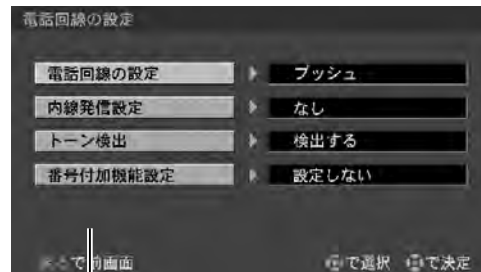 電話回線の設定
電話回線の設定 プッシュ
内線発信設定 なし
トーン検出 検出する
番号付加機能設定 設定しない
で前画面 で選択 で決定